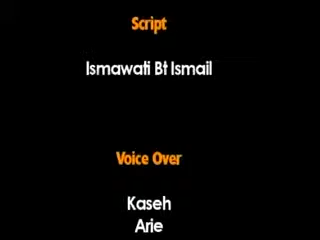 Script
Ismawati Bt Ismail
Voice Over
Kaseh
Arie